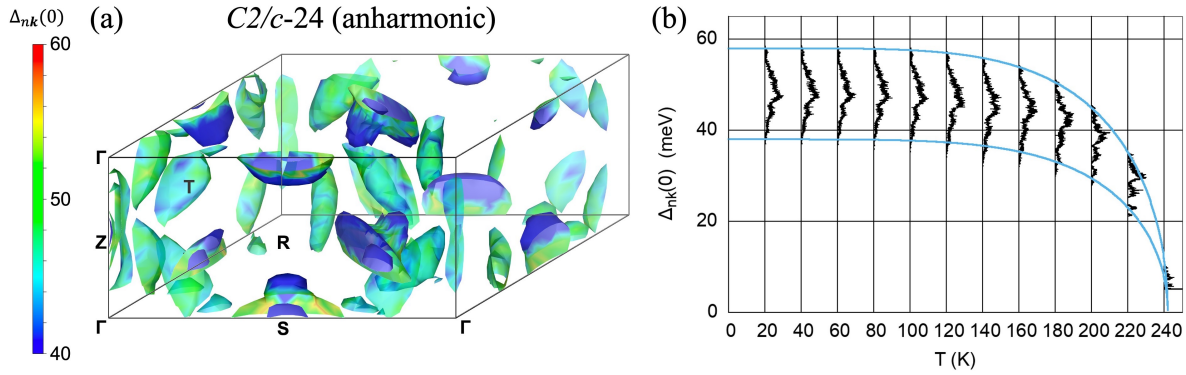 Δnk(0)
60
50
40
(a)
C2/c-24 (anharmonic)
Γ
T
Z
R
Γ
S
Γ
(b)
Δnk(0) (meV)
60
40
20
0
0 20 40 60 80 100 120 140 160 180 200 220 240
T (K)